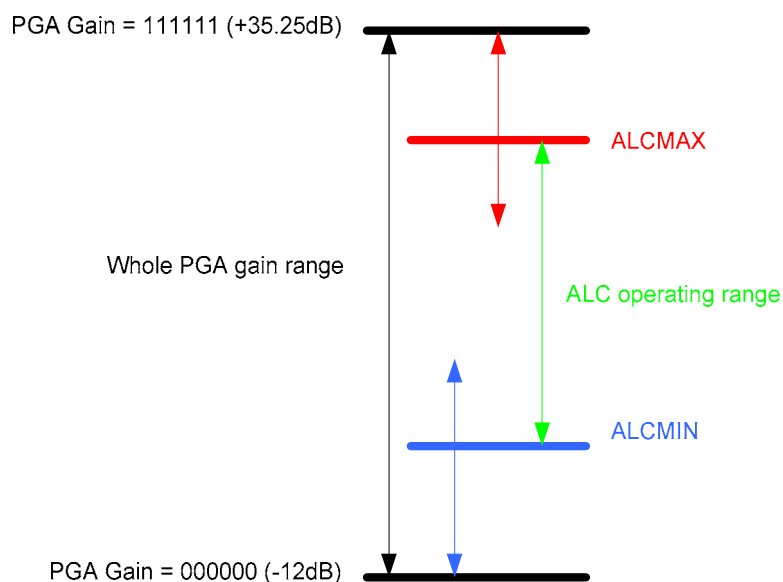 PGA Gain = 111111 (+35.25dB)
ALCMAX
Whole PGA gain range
ALC operating range
ALCMIN
PGA Gain = 000000 (-12dB)